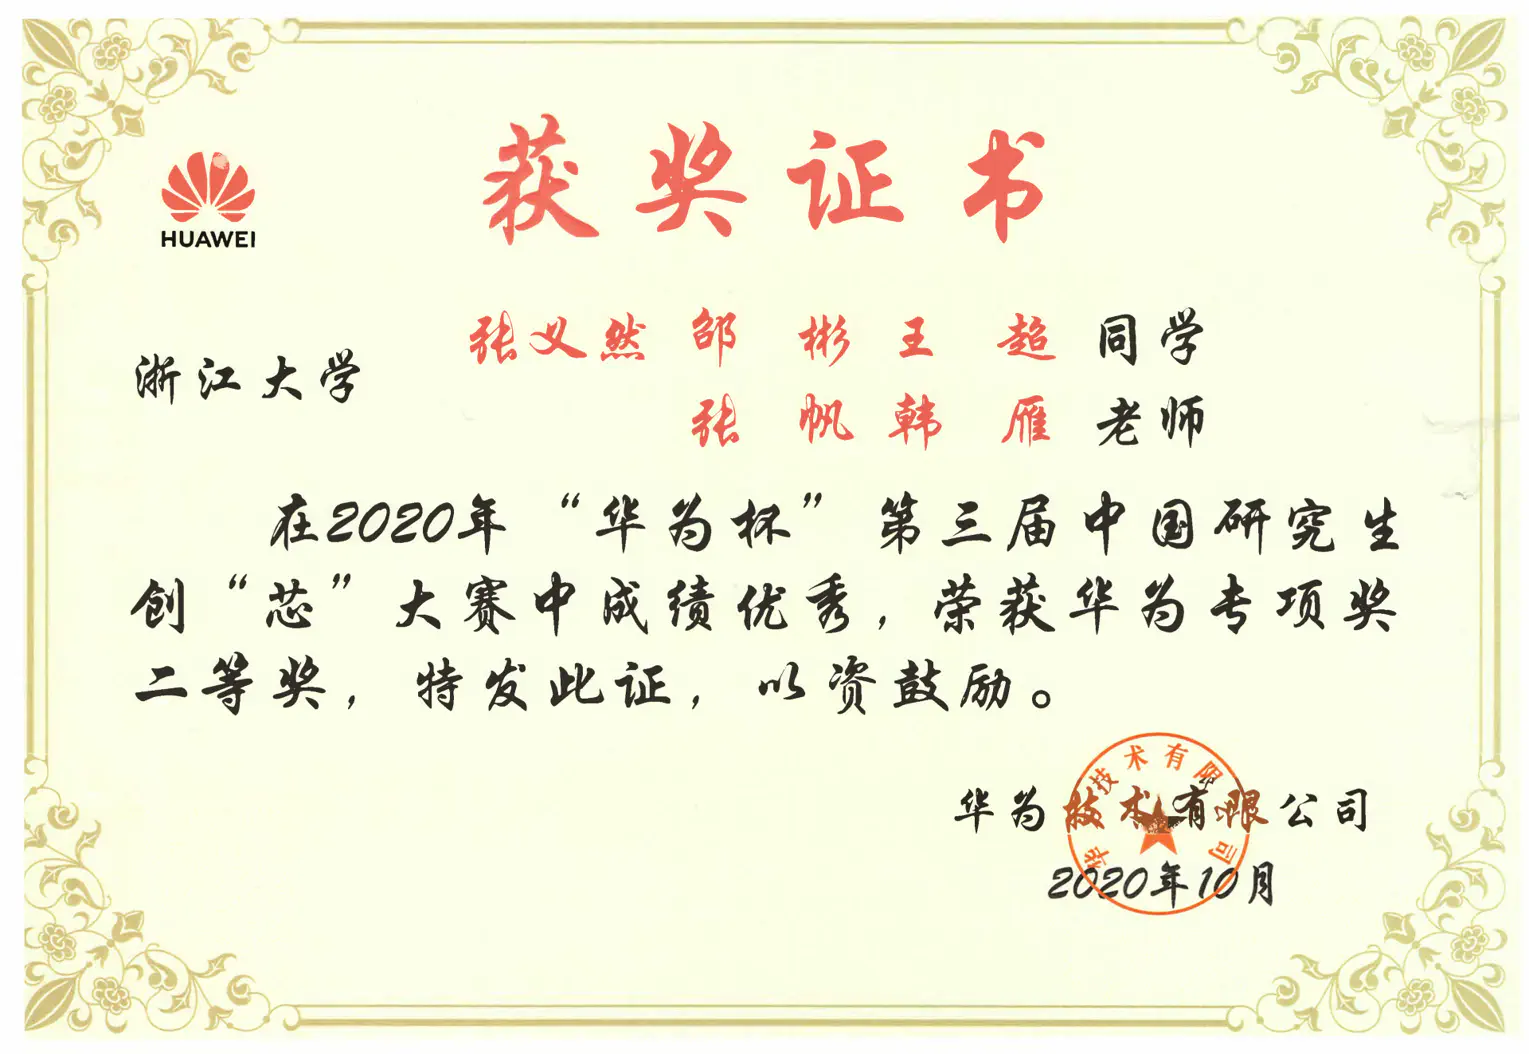 获奖证书
HUAWEI
浙江大学
张义然 邵彬 王超 同学
张帆 韩雁 老师
在2020年“华为杯”第三届中国研究生
创“芯”大赛中成绩优秀，荣获华为专项奖
二等奖，特发此证，以资鼓励。
华为技术有限公司
2020年10月
华 技术有限 司